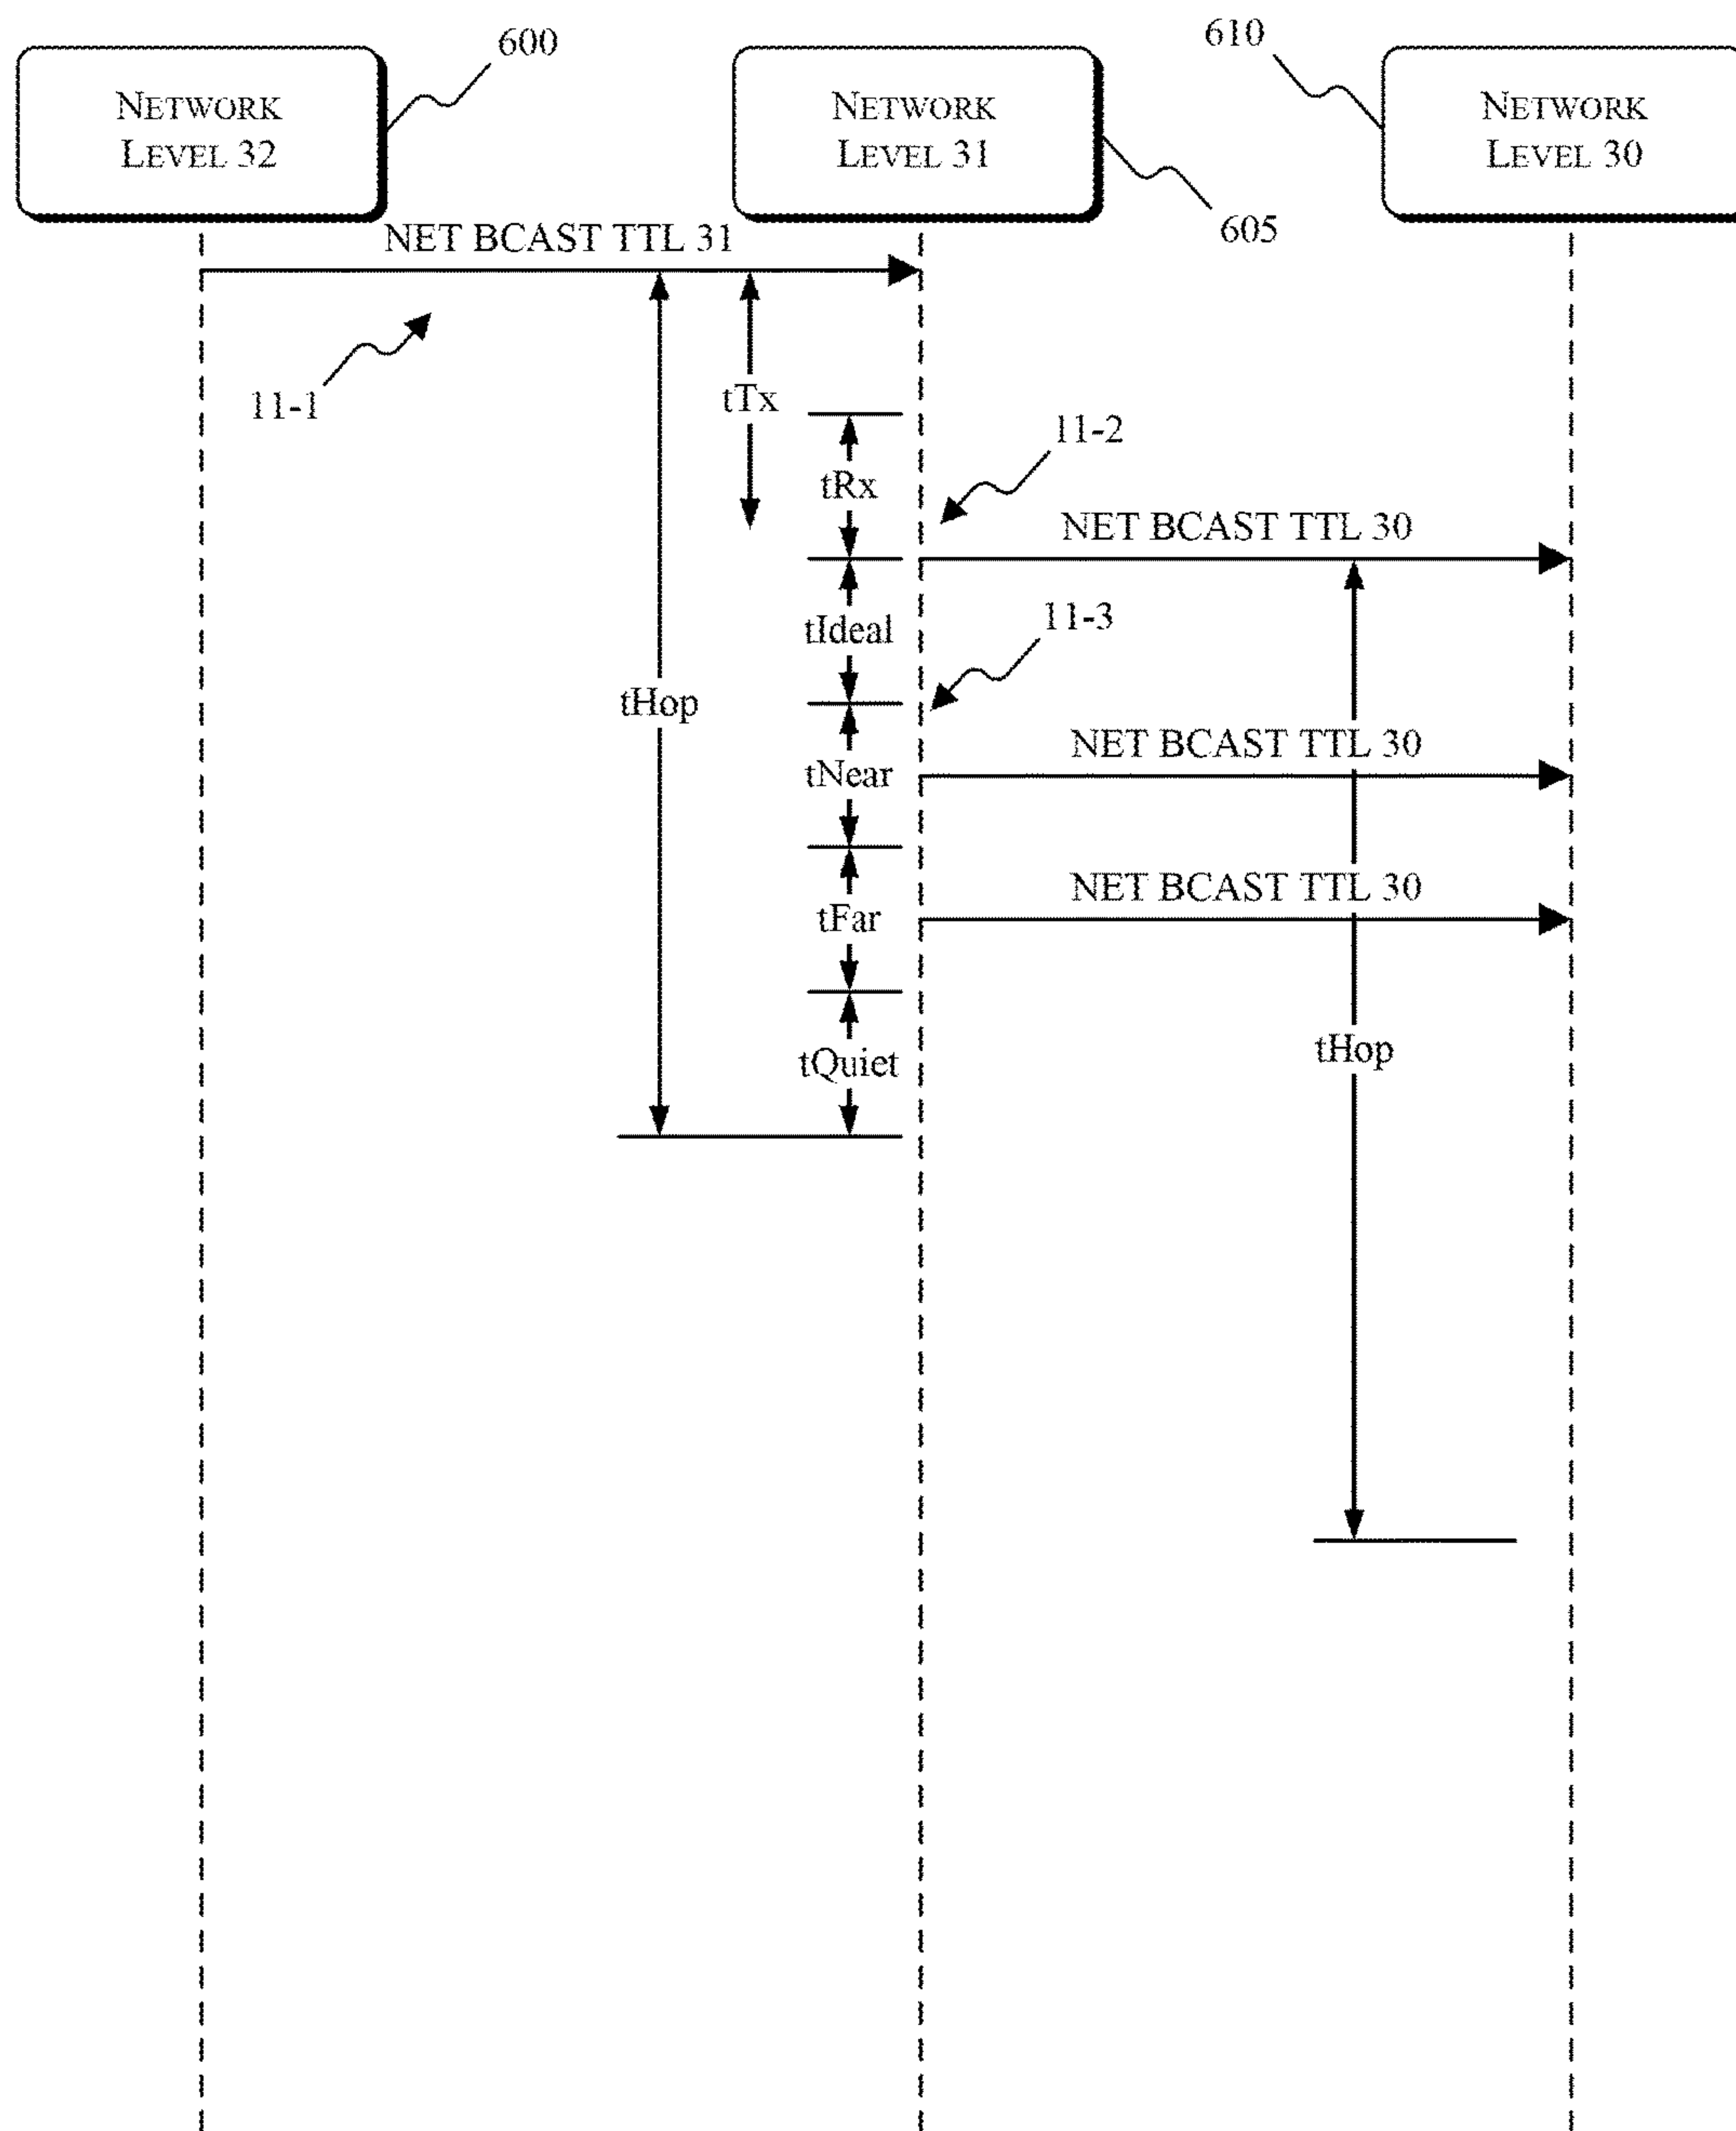 600
610
NETWORK
LEVEL 32
NETWORK
LEVEL 31
NETWORK
LEVEL 30
605
NET BCAST TTL 31
11-1
tTx
11-2
tRx
NET BCAST TTL 30
11-3
tIdeal
tHop
NET BCAST TTL 30
tNear
NET BCAST TTL 30
tFar
tHop
tQuiet